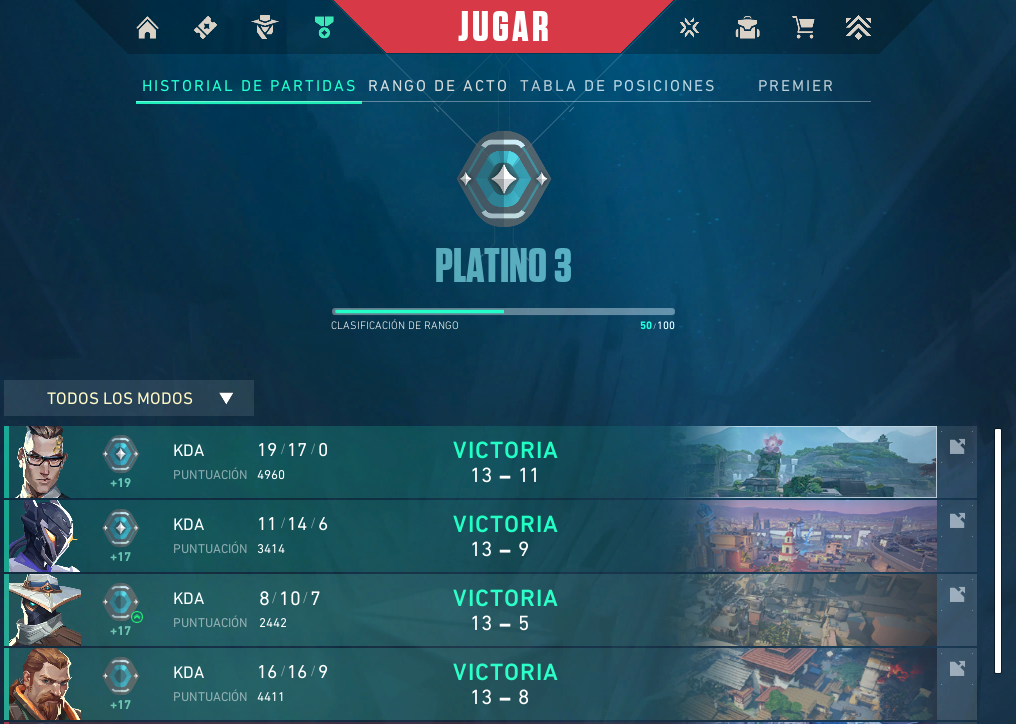 JUGAR
HISTORIAL DE PARTIDAS RANGO DE ACTO TABLA DE POSICIONES PREMIER
PLATINO 3
CLASIFICACIÓN DE RANGO 50/100
TODOS LOS MODOS
KDA 19/17/0 VICTORIA
+19 PUNTUACIÓN 4960 13 – 11
KDA 11/14/6 VICTORIA
+17 PUNTUACIÓN 3414 13 – 9
KDA 8/10/7 VICTORIA
+17 PUNTUACIÓN 2442 13 – 5
KDA 16/16/9 VICTORIA
+17 PUNTUACIÓN 4411 13 – 8